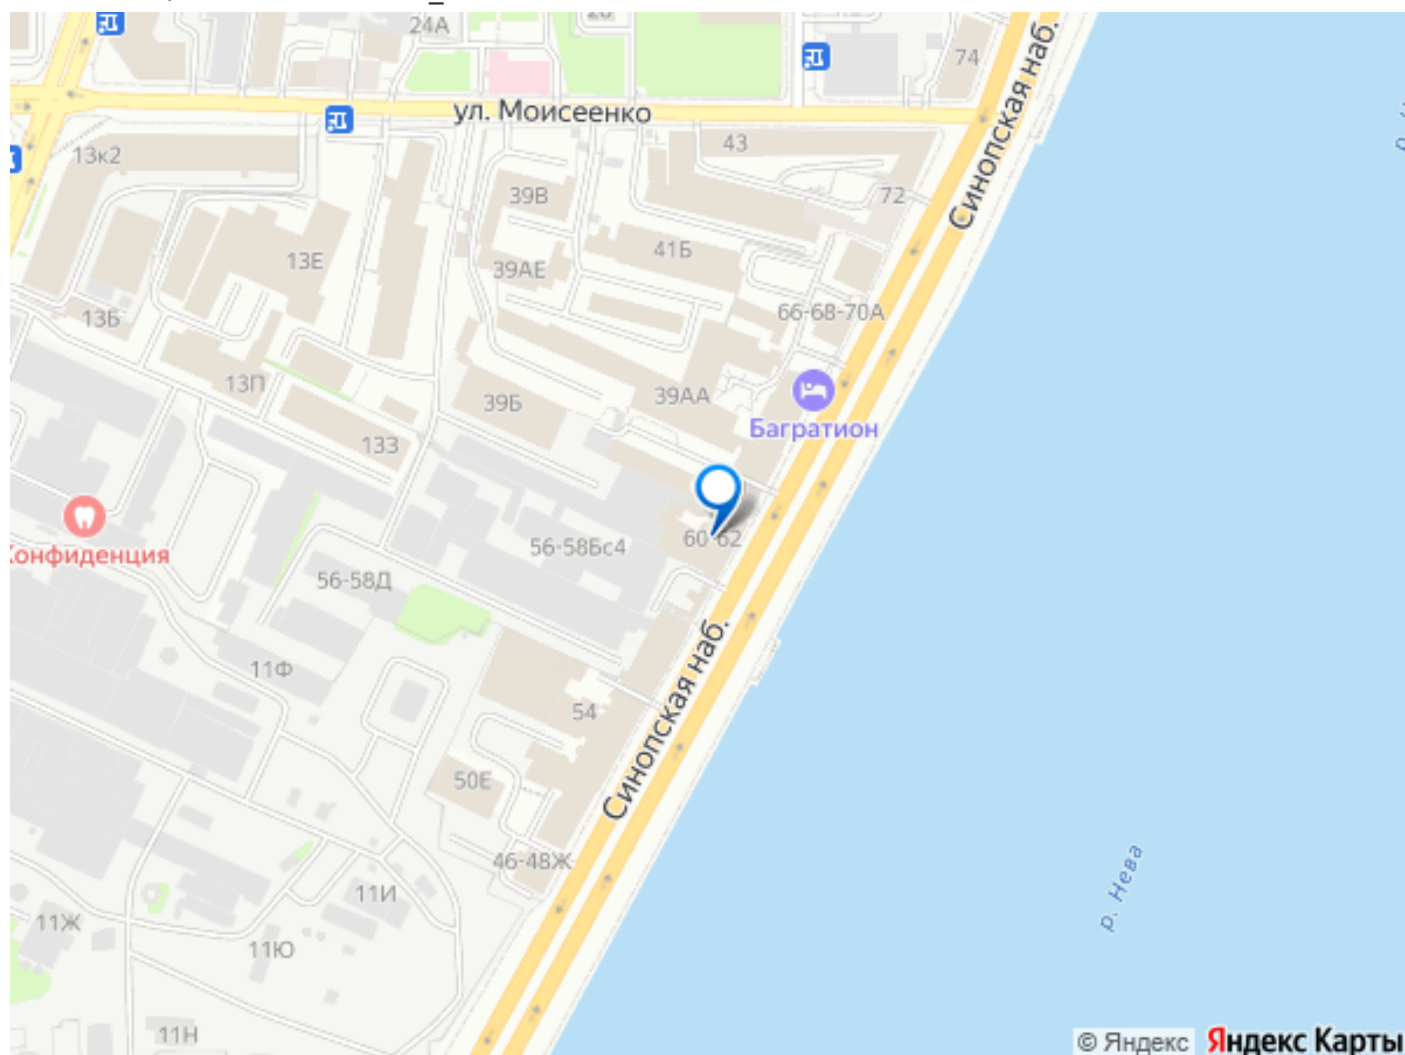 24А
74
Синопская наб.
ул. Моисеенко
13к2
43
39В
72
41Б
13Е
39АЕ
13Б
66-68-70А
13П
39АА
39Б
Багратион
133
60-62
56-58Бс4
Конфиденция
56-58Д
11Ф
Синопская наб.
54
50Е
46-48Ж
р. Нева
11И
11Ж
11Ю
11Н
© Яндекс Яндекс Карты